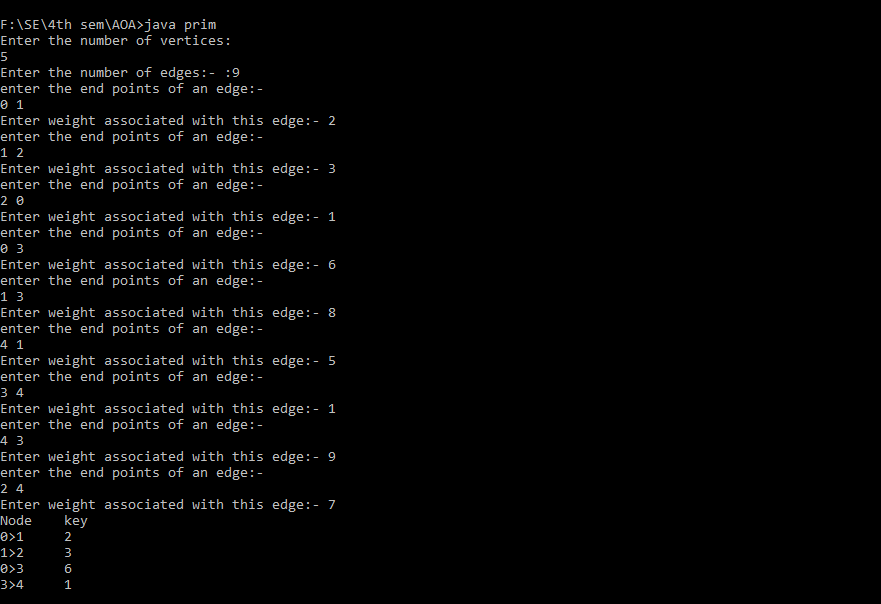 F:\SE\4th sem\AOA>java prim
Enter the number of vertices:
5
Enter the number of edges:- :9
enter the end points of an edge:-
0 1
Enter weight associated with this edge:- 2
enter the end points of an edge:-
1 2
Enter weight associated with this edge:- 3
enter the end points of an edge:-
2 0
Enter weight associated with this edge:- 1
enter the end points of an edge:-
0 3
Enter weight associated with this edge:- 6
enter the end points of an edge:-
1 3
Enter weight associated with this edge:- 8
enter the end points of an edge:-
4 1
Enter weight associated with this edge:- 5
enter the end points of an edge:-
3 4
Enter weight associated with this edge:- 1
enter the end points of an edge:-
4 3
Enter weight associated with this edge:- 9
enter the end points of an edge:-
2 4
Enter weight associated with this edge:- 7
Node    key
0>1     2
1>2     3
0>3     6
3>4     1